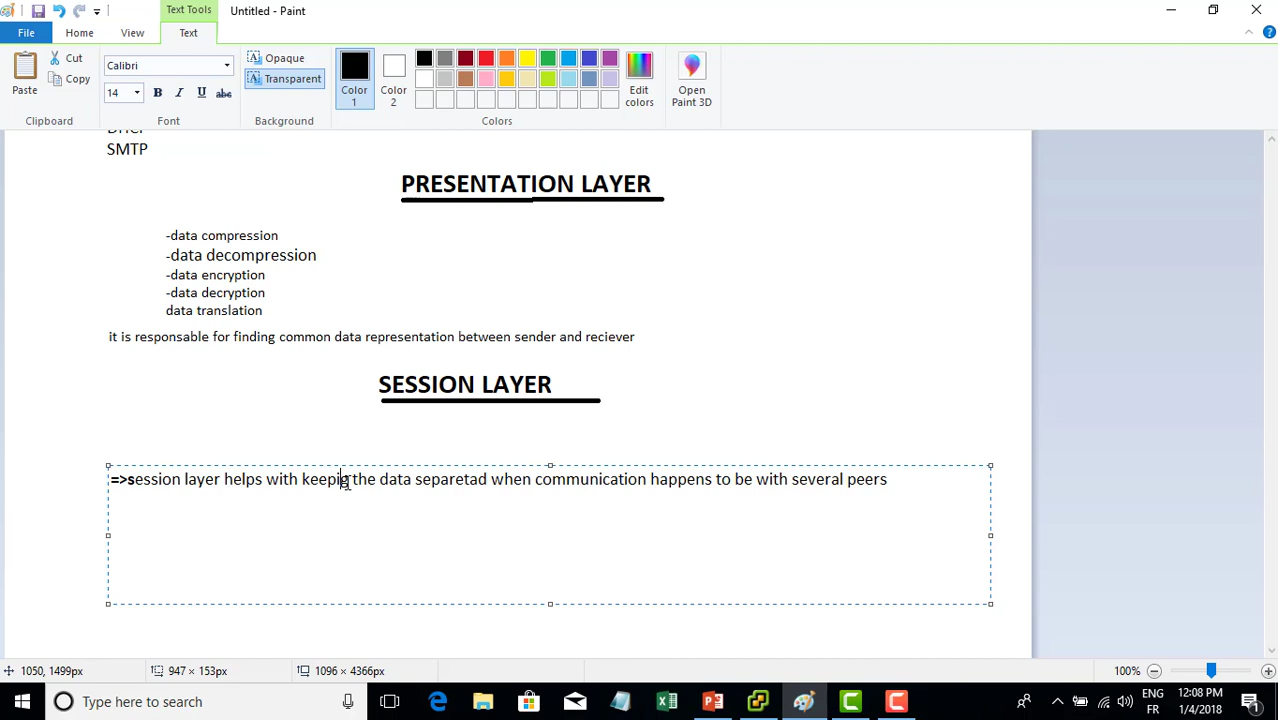 Text Tools
Untitled - Paint
File
Home
View
Text
Paste
Cut
Copy
Clipboard
Calibri
14
B
I
U
abc
Font
Opaque
Transparent
Background
Color 1
Color 2
Edit colors
Open Paint 3D
Colors
SMTP
PRESENTATION LAYER
-data compression
-data decompression
-data encryption
-data decryption
data translation
it is responsable for finding common data representation between sender and reciever
SESSION LAYER
=>session layer helps with keepig the data separetad when communication happens to be with several peers
1050, 1499px
947 × 153px
1096 × 4366px
100%
Type here to search
ENG
FR
12:08 PM
1/4/2018